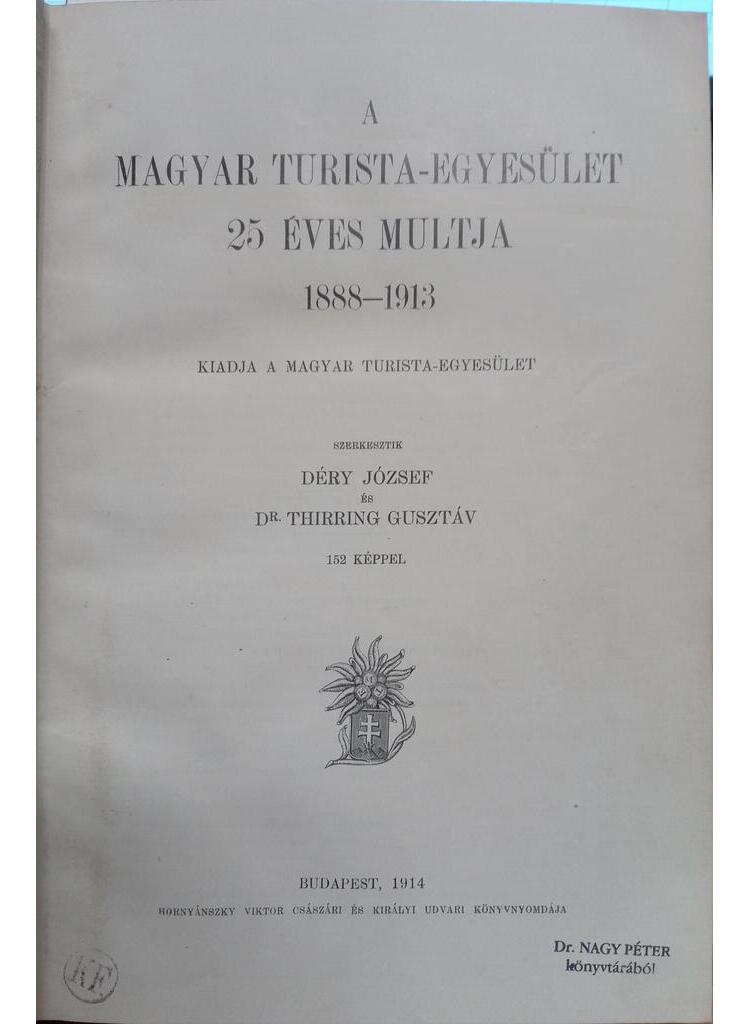 A
MAGYAR TURISTA-EGYESÜLET
25 ÉVES MULTJA
1888–1913
KIADJA A MAGYAR TURISTA-EGYESÜLET
SZERKESZTIK
DÉRY JÓZSEF
ÉS
DR. THIRRING GUSZTÁV
152 KÉPPEL
BUDAPEST, 1914
HORNYÁNSZKY VIKTOR CSÁSZÁRI ÉS KIRÁLYI UDVARI KÖNYVNYOMDÁJA
Dr. NAGY PÉTER
könyvtárából
KF